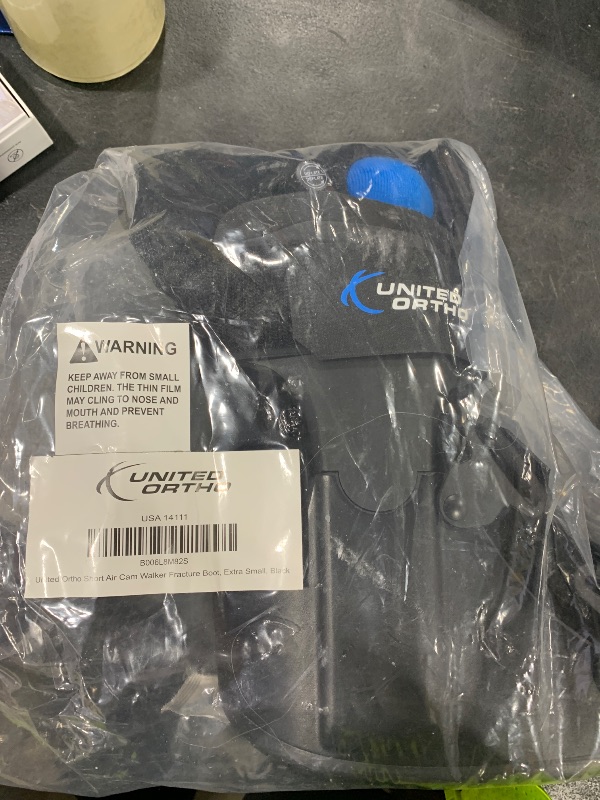 UNITED
ORTHO
WARNING
KEEP AWAY FROM SMALL
CHILDREN. THE THIN FILM
MAY CLING TO NOSE AND
MOUTH AND PREVENT
BREATHING.
UNITED
ORTHO
USA 14111
B006L8M82S
United Ortho Short Air Cam Walker Fracture Boot, Extra Small, Black